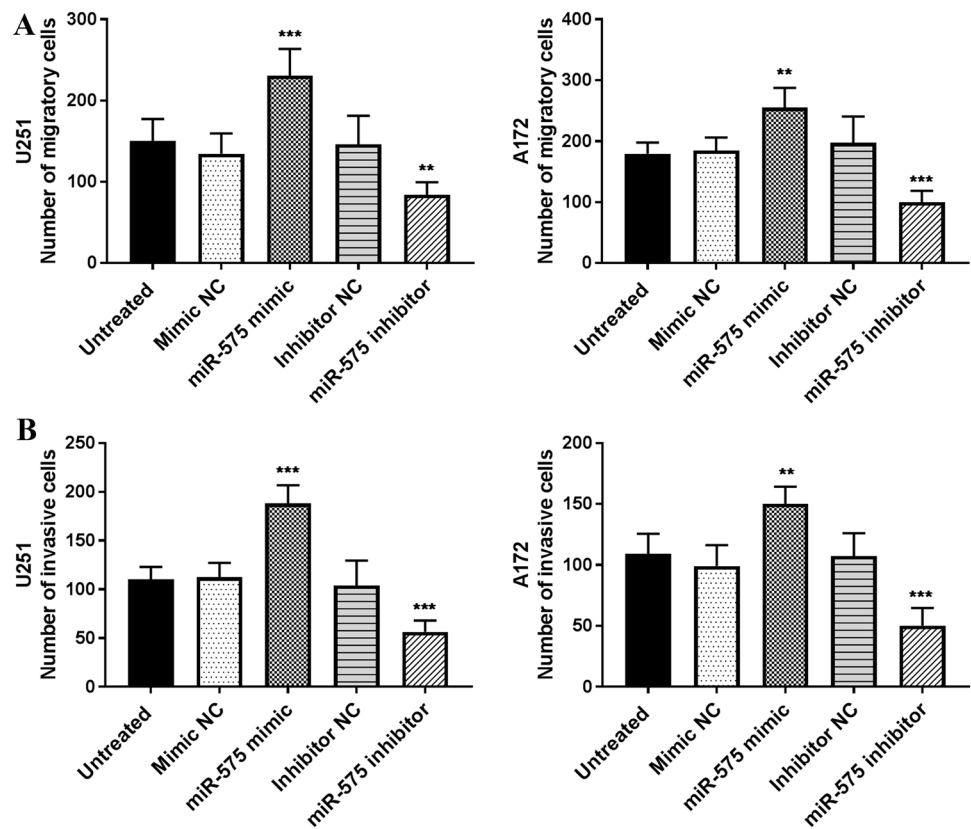 A
U251
Number of migratory cells
300
200
100
0
***
**
Untreated
Mimic NC
miR-575 mimic
Inhibitor NC
miR-575 inhibitor
A172
Number of migratory cells
400
300
200
100
0
**
***
Untreated
Mimic NC
miR-575 mimic
Inhibitor NC
miR-575 inhibitor
B
U251
Number of invasive cells
250
200
150
100
50
0
***
***
Untreated
Mimic NC
miR-575 mimic
Inhibitor NC
miR-575 inhibitor
A172
Number of invasive cells
200
150
100
50
0
**
***
Untreated
Mimic NC
miR-575 mimic
Inhibitor NC
miR-575 inhibitor